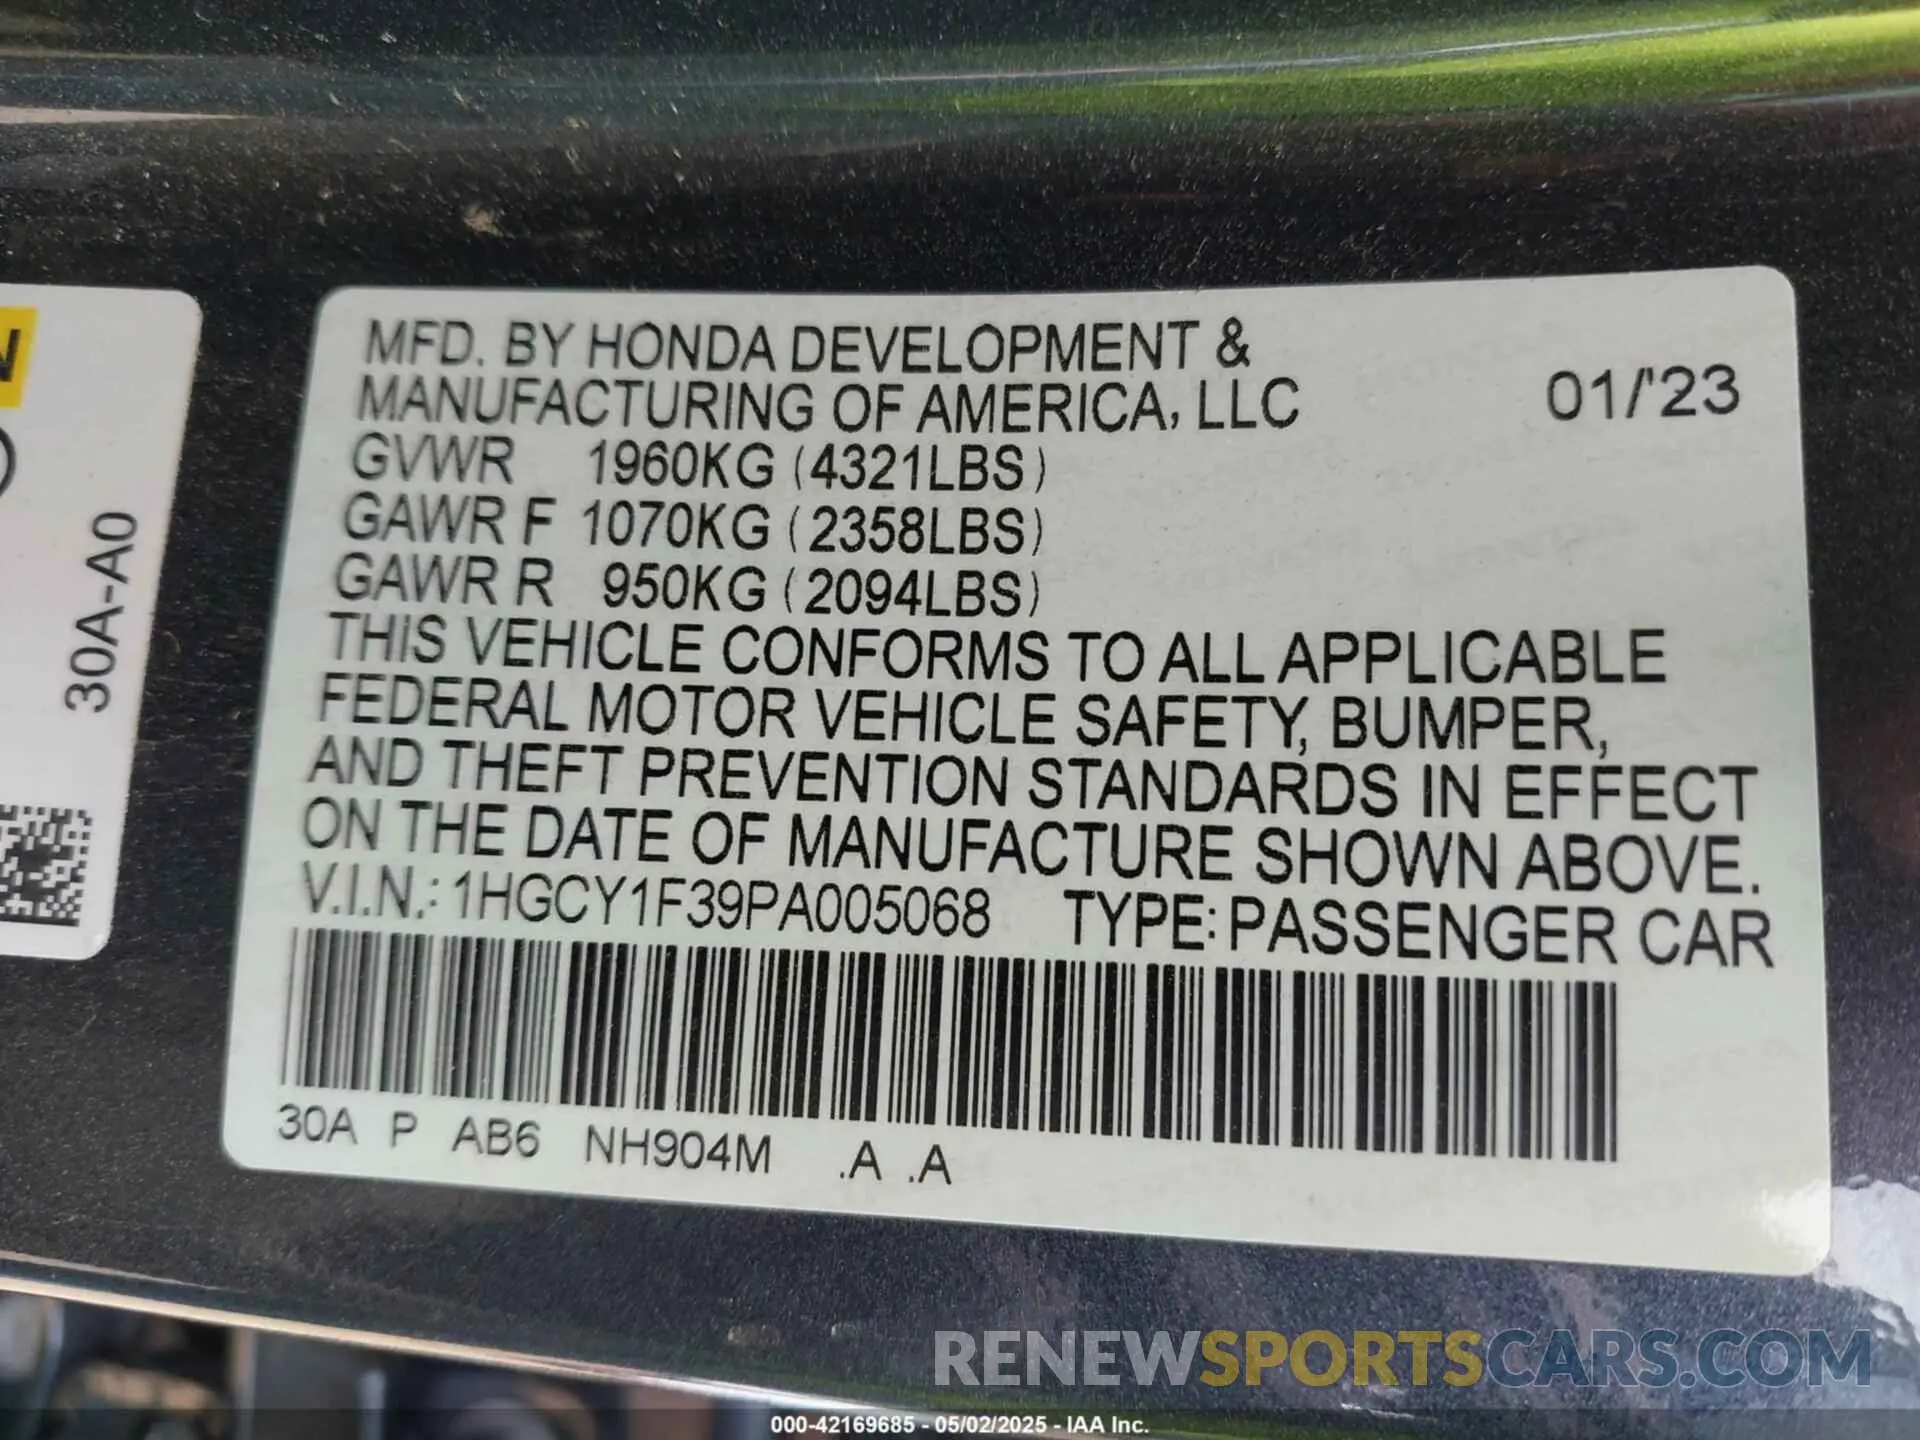 N
30A-A0
MFD. BY HONDA DEVELOPMENT &
MANUFACTURING OF AMERICA, LLC
01/'23
GVWR 1960KG (4321LBS)
GAWR F 1070KG (2358LBS)
GAWR R 950KG (2094LBS)
THIS VEHICLE CONFORMS TO ALL APPLICABLE
FEDERAL MOTOR VEHICLE SAFETY, BUMPER,
AND THEFT PREVENTION STANDARDS IN EFFECT
ON THE DATE OF MANUFACTURE SHOWN ABOVE.
V.I.N.: 1HGCY1F39PA005068 TYPE: PASSENGER CAR
30A P AB6 NH904M .A .A
RENEWSPORTSCARS.COM
000-42169685 - 05/02/2025 - IAA Inc.